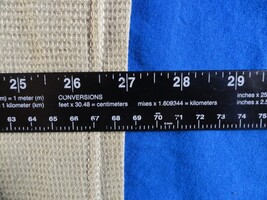 25 26 27 28 29
m) = 1 meter (m) CONVERSIONS inches x 25
1 kilometer (km) feet x 30.48 = centimeters miles x 1.609344 = kilometers inches x 2.5
63 64 65 66 67 68 69 70 71 72 73 74 75